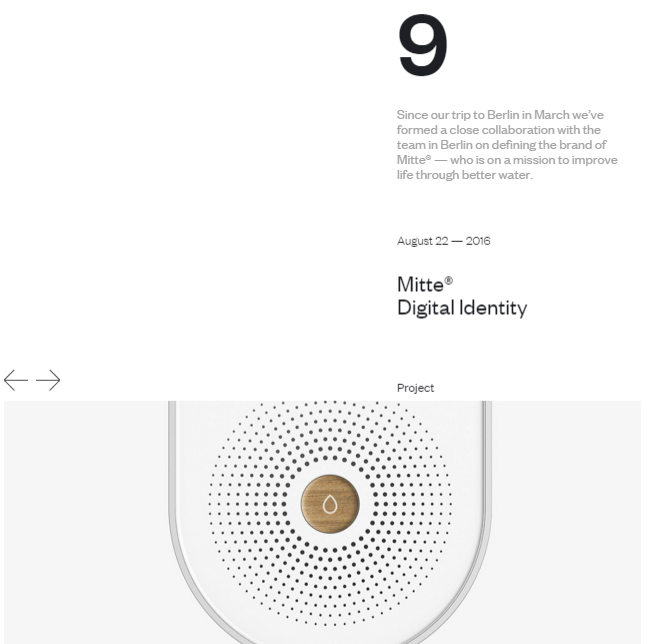 9
Since our trip to Berlin in March we've
formed a close collaboration with the
team in Berlin on defining the brand of
Mitte® — who is on a mission to improve
life through better water.
August 22 — 2016
Mitte®
Digital Identity
Project